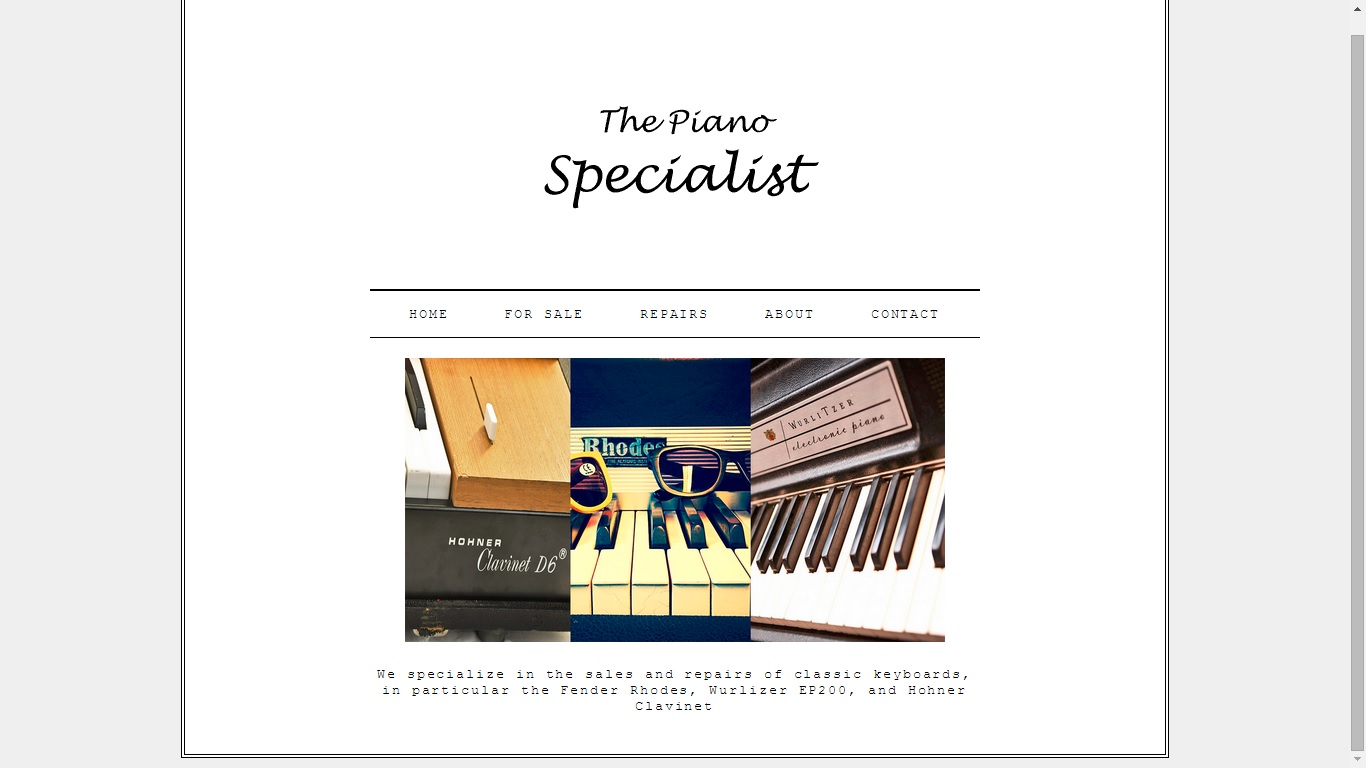 The Piano
Specialist
HOME FOR SALE REPAIRS ABOUT CONTACT
HOHNER
Clavinet D6®
Rhodes
WURLITZER
electronic piano
We specialize in the sales and repairs of classic keyboards,
in particular the Fender Rhodes, Wurlizer EP200, and Hohner
Clavinet